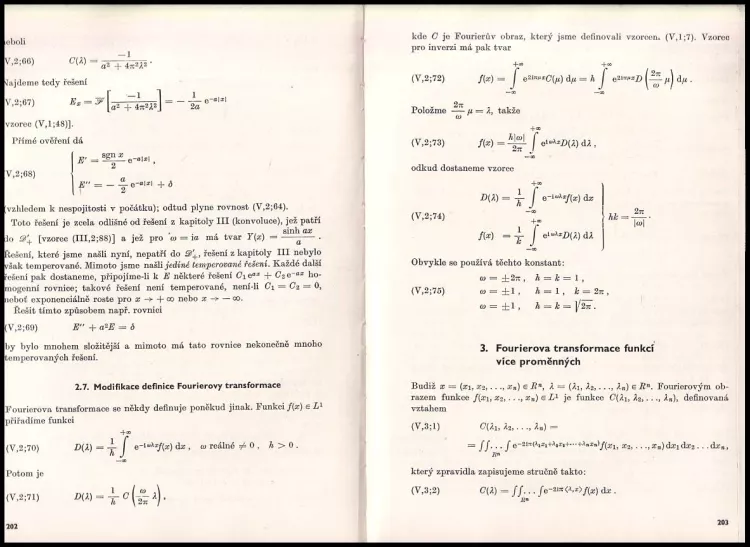 neboli
(V,2;66) C(λ) = −1 / (a² + 4π²λ²) .
Najdeme tedy řešení
(V,2;67) Eₓ = ℱ [ −1 / (a² + 4π²λ²) ] = − 1/(2a) e^(−a|x|)
[vzorec (V,1;48)].
Přímé ověření dá
(V,2;68) E′ = (sgn x)/2 e^(−a|x|) ,
E″ = − a/2 e^(−a|x|) + δ
(vzhledem k nespojitosti v počátku); odtud plyne rovnost (V,2;64).
Toto řešení je zcela odlišné od řešení z kapitoly III (konvoluce), jež patří
do 𝒟′₊ [vzorec (III,2;88)] a jež pro ω = ia má tvar Y(x) = (sinh ax)/a .
Řešení, které jsme našli nyní, nepatří do 𝒟′₊, řešení z kapitoly III nebylo
však temperované. Mimoto jsme našli jediné temperované řešení. Každé další
řešení pak dostaneme, připojíme-li k E některé řešení C₁e^(ax) + C₂e^(−ax) ho-
mogenní rovnice; takové řešení není temperované, není-li C₁ = C₂ = 0,
neboť exponenciálně roste pro x → +∞ nebo x → −∞.
Řešit tímto způsobem např. rovnici
(V,2;69) E″ + a²E = δ
by bylo mnohem složitější a mimoto má tato rovnice nekonečně mnoho
temperovaných řešení.
2.7. Modifikace definice Fourierovy transformace
Fourierova transformace se někdy definuje poněkud jinak. Funkci f(x) ∈ L¹
přiřadíme funkci
(V,2;70) D(λ) = 1/h ∫_(−∞)^(+∞) e^(−iωλx) f(x) dx , ω reálné ≠ 0 , h > 0 .
Potom je
(V,2;71) D(λ) = 1/h C ( ω/(2π) λ ) ,
202
kde C je Fourierův obraz, který jsme definovali vzorcem. (V,1;7). Vzorec
pro inverzi má pak tvar
(V,2;72) f(x) = ∫_(−∞)^(+∞) e^(2iπμx) C(μ) dμ = h ∫_(−∞)^(+∞) e^(2iπμx) D ( 2π/ω μ ) dμ .
Položme 2π/ω μ = λ, takže
(V,2;73) f(x) = h|ω|/(2π) ∫_(−∞)^(+∞) e^(iωλx) D(λ) dλ ,
odkud dostaneme vzorce
D(λ) = 1/h ∫_(−∞)^(+∞) e^(−iωλx) f(x) dx
(V,2;74) hk = 2π/|ω| .
f(x) = 1/k ∫_(−∞)^(+∞) e^(iωλx) D(λ) dλ
Obvykle se používá těchto konstant:
ω = ±2π , h = k = 1 ,
(V,2;75) ω = ±1 , h = 1 , k = 2π ,
ω = ±1 , h = k = √(2π) .
3. Fourierova transformace funkcí
více proměnných
Budiž x = (x₁, x₂, . . ., xₙ) ∈ Rⁿ, λ = (λ₁, λ₂, . . ., λₙ) ∈ Rⁿ. Fourierovým ob-
razem funkce f(x₁, x₂, . . ., xₙ) ∈ L¹ je funkce C(λ₁, λ₂, . . ., λₙ), definovaná
vztahem
(V,3;1) C(λ₁, λ₂, . . ., λₙ) =
= ∫∫. . . ∫_(Rⁿ) e^(−2iπ(λ₁x₁+λ₂x₂+···+λₙxₙ)) f(x₁, x₂, . . ., xₙ) dx₁ dx₂ . . . dxₙ ,
který zpravidla zapisujeme stručně takto:
(V,3;2) C(λ) = ∫∫. . . ∫_(Rⁿ) e^(−2iπ⟨λ,x⟩) f(x) dx .
203